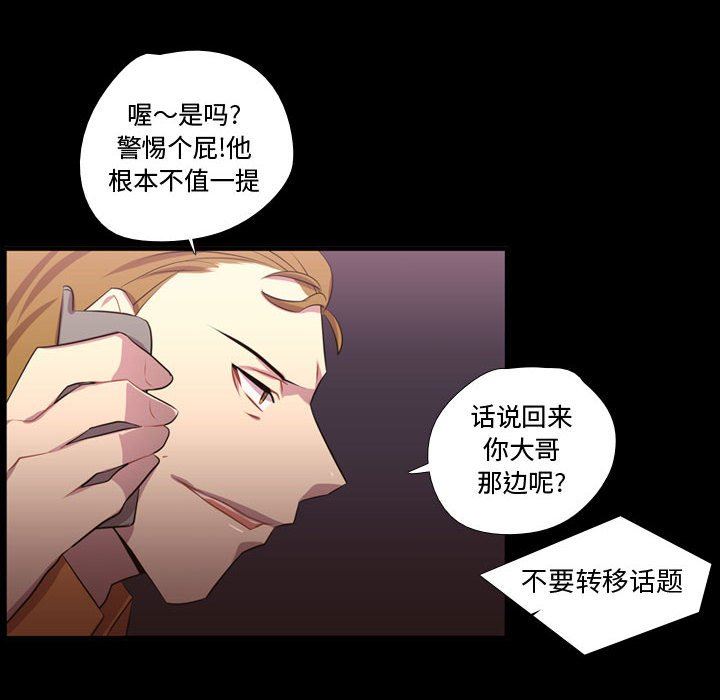 喔～是吗?
警惕个屁!他
根本不值一提
话说回来
你大哥
那边呢?
不要转移话题